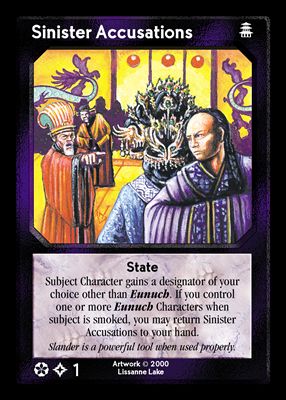 Sinister Accusations
State
Subject Character gains a designator of your
choice other than Eunuch. If you control
one or more Eunuch Characters when
subject is smoked, you may return Sinister
Accusations to your hand.
Slander is a powerful tool when used properly.
1
Artwork © 2000
Lissanne Lake